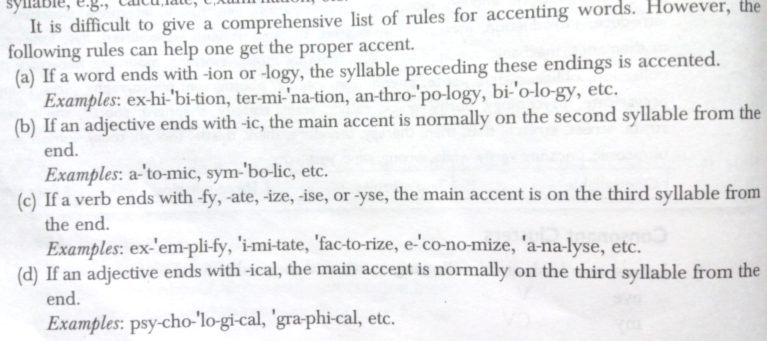 syllable, e.g.,
It is difficult to give a comprehensive list of rules for accenting words. However, the
following rules can help one get the proper accent.
(a) If a word ends with -ion or -logy, the syllable preceding these endings is accented.
Examples: ex-hi-'bi-tion, ter-mi-'na-tion, an-thro-'po-logy, bi-'o-lo-gy, etc.
(b) If an adjective ends with -ic, the main accent is normally on the second syllable from the
end.
Examples: a-'to-mic, sym-'bo-lic, etc.
(c) If a verb ends with -fy, -ate, -ize, -ise, or -yse, the main accent is on the third syllable from
the end.
Examples: ex-'em-pli-fy, 'i-mi-tate, 'fac-to-rize, e-'co-no-mize, 'a-na-lyse, etc.
(d) If an adjective ends with -ical, the main accent is normally on the third syllable from the
end.
Examples: psy-cho-'lo-gi-cal, 'gra-phi-cal, etc.